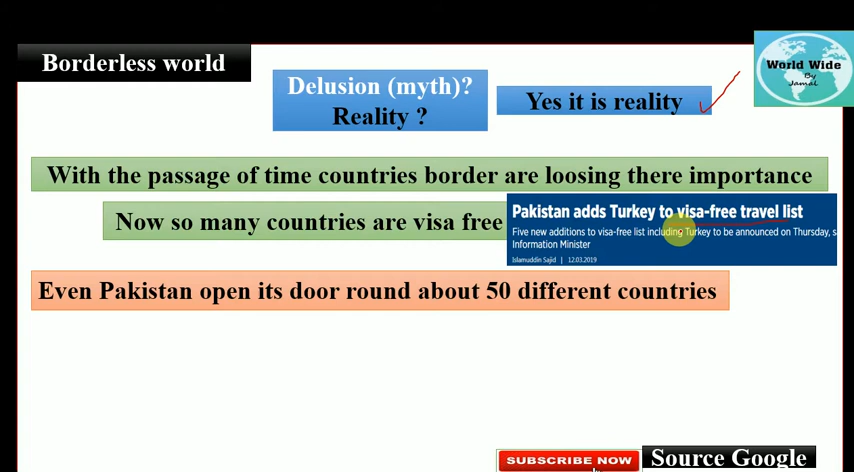 Borderless world
Delusion (myth)?
Reality ?
Yes it is reality
World Wide
By
Jamal
With the passage of time countries border are loosing there importance
Now so many countries are visa free
Pakistan adds Turkey to visa-free travel list
Five new additions to visa-free list including Turkey to be announced on Thursday, s
Information Minister
Islamuddin Sajid | 12.03.2019
Even Pakistan open its door round about 50 different countries
SUBSCRIBE NOW
Source Google